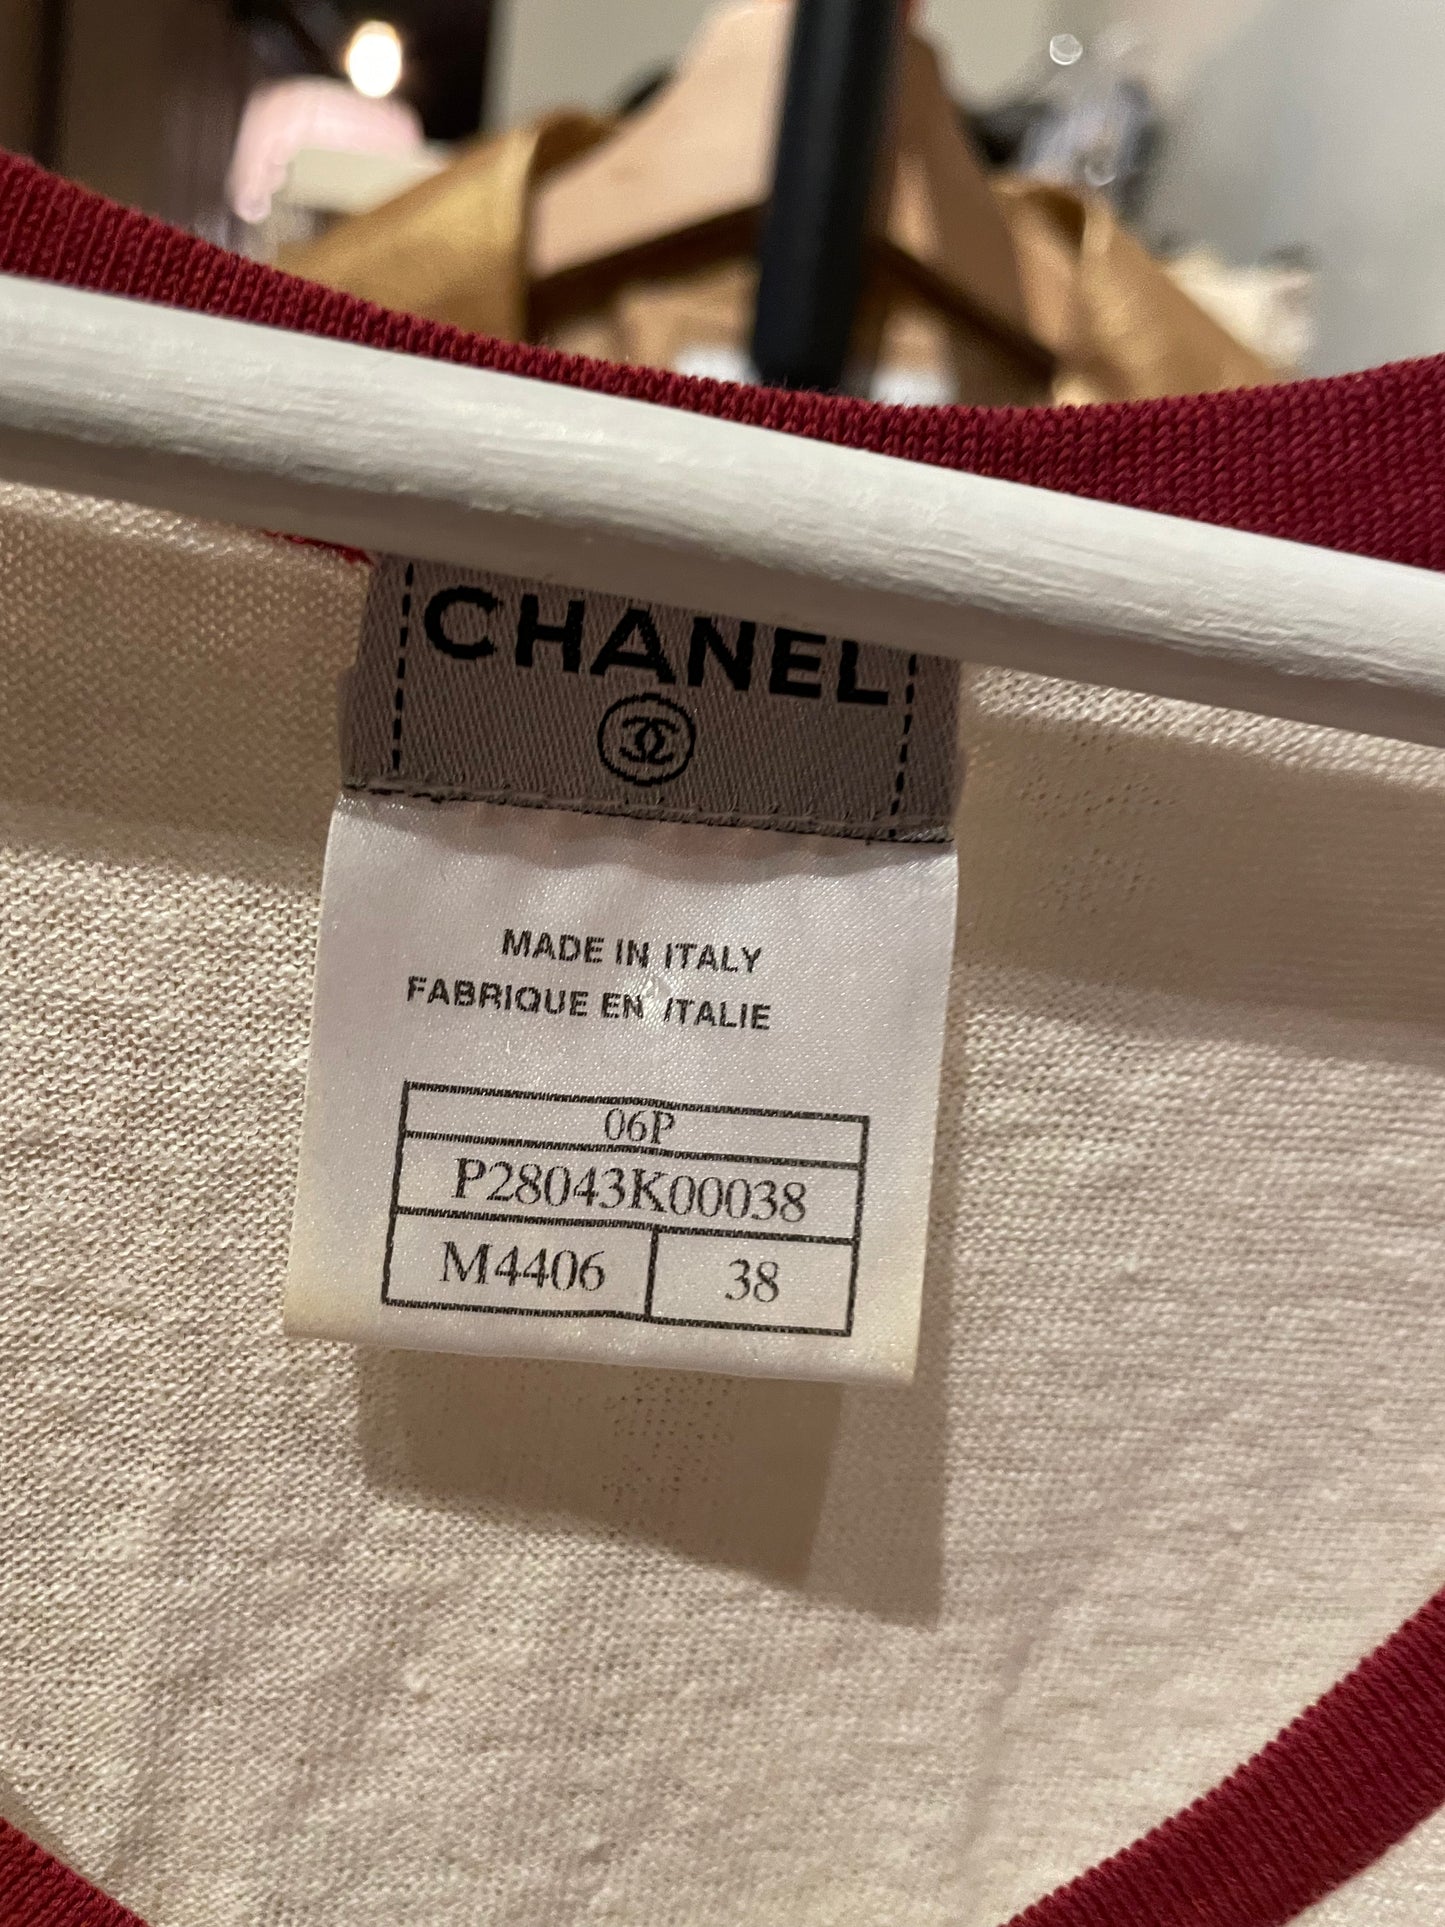 CHANEL
MADE IN ITALY
FABRIQUE EN ITALIE
06P
P28043K00038
M4406 38